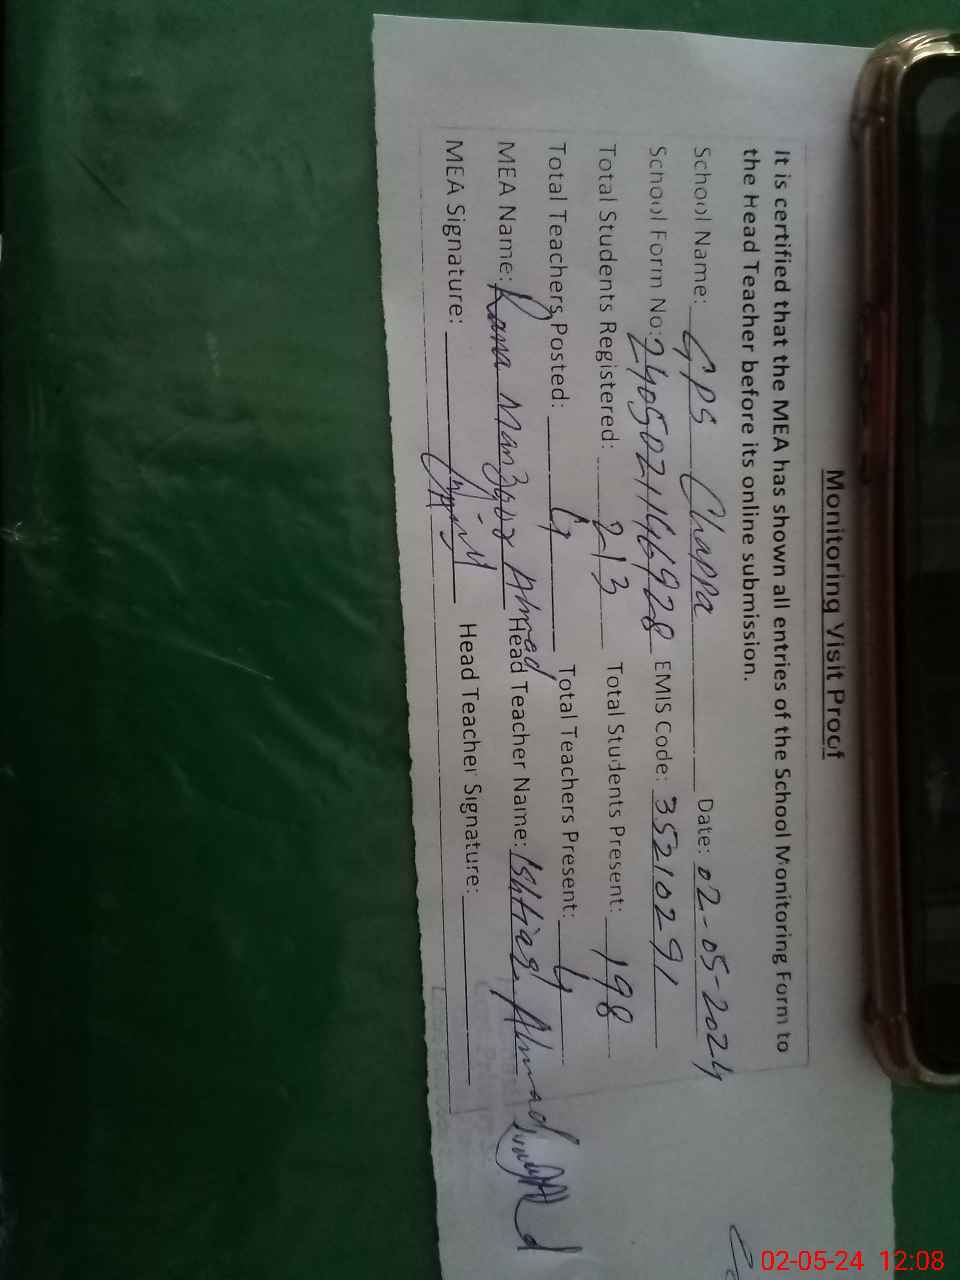 Monitoring Visit Proof
It is certified that the MEA has shown all entries of the School Monitoring Form to
the Head Teacher before its online submission.
School Name: GPS Chappa Date: 02-05-2024
School Form No: 2405021146928 EMIS Code: 35210291
Total Students Registered: 213 Total Students Present: 198
Total Teachers Posted: Total Teachers Present: 4
MEA Name: Rana Manzoor Ahmad Head Teacher Name: Ishtiaq Ahmad
MEA Signature: Head Teacher Signature:
02-05-24 12:08